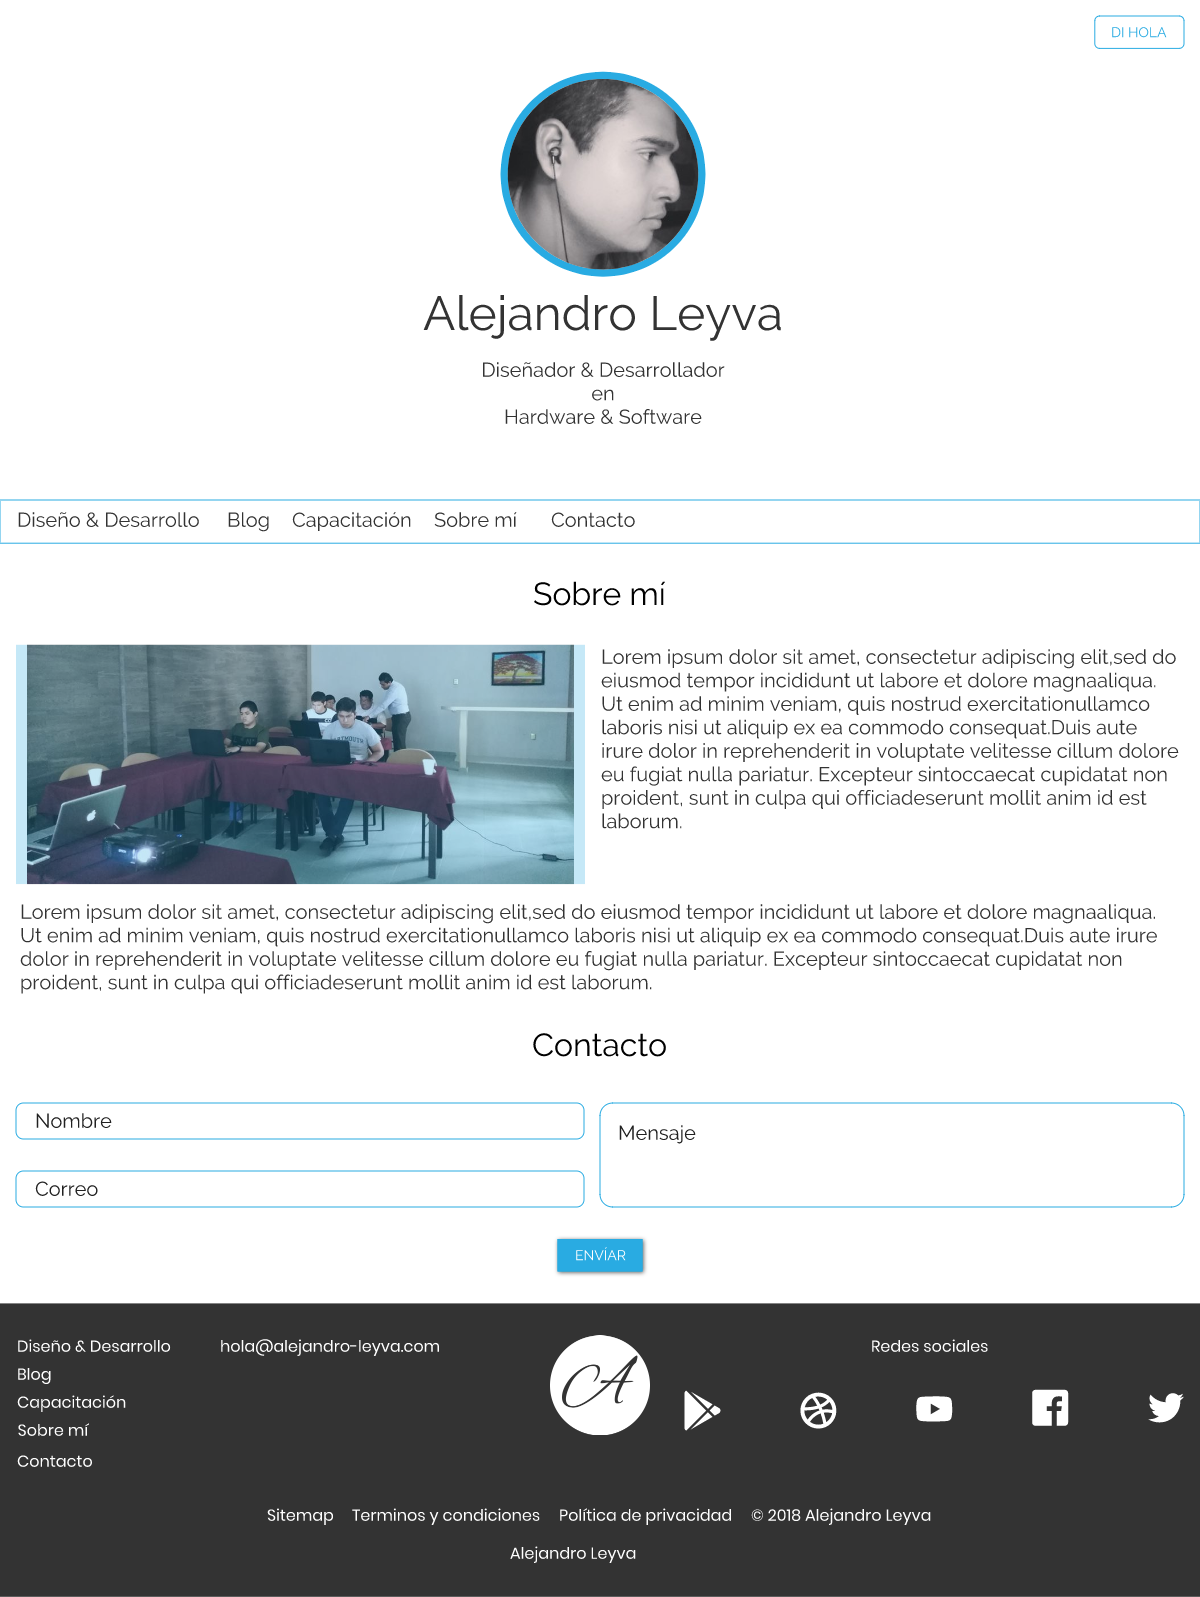 DI HOLA
Alejandro Leyva
Diseñador & Desarrollador
en
Hardware & Software
Diseño & Desarrollo Blog Capacitación Sobre mí Contacto
Sobre mí
Lorem ipsum dolor sit amet, consectetur adipiscing elit,sed do
eiusmod tempor incididunt ut labore et dolore magnaaliqua.
Ut enim ad minim veniam, quis nostrud exercitationullamco
laboris nisi ut aliquip ex ea commodo consequat.Duis aute
irure dolor in reprehenderit in voluptate velitesse cillum dolore
eu fugiat nulla pariatur. Excepteur sintoccaecat cupidatat non
proident, sunt in culpa qui officiadeserunt mollit anim id est
laborum.
DARTMOUTH
Lorem ipsum dolor sit amet, consectetur adipiscing elit,sed do eiusmod tempor incididunt ut labore et dolore magnaaliqua.
Ut enim ad minim veniam, quis nostrud exercitationullamco laboris nisi ut aliquip ex ea commodo consequat.Duis aute irure
dolor in reprehenderit in voluptate velitesse cillum dolore eu fugiat nulla pariatur. Excepteur sintoccaecat cupidatat non
proident, sunt in culpa qui officiadeserunt mollit anim id est laborum.
Contacto
Nombre
Mensaje
Correo
ENVÍAR
Diseño & Desarrollo
Blog
Capacitación
Sobre mí
Contacto
hola@alejandro-leyva.com
A
Redes sociales
Sitemap Terminos y condiciones Política de privacidad © 2018 Alejandro Leyva
Alejandro Leyva